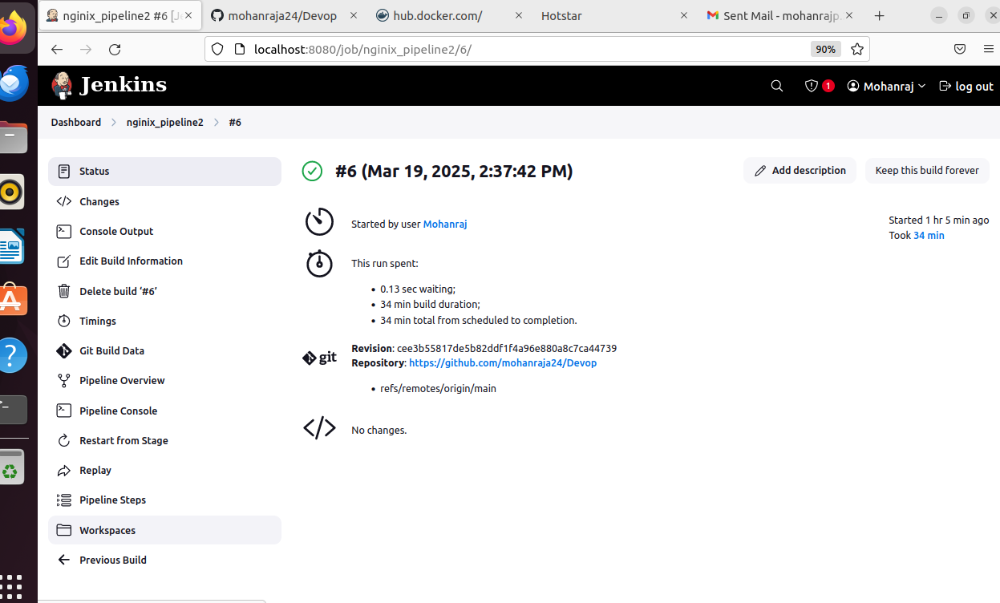 nginix_pipeline2 #6 [Je
mohanraja24/Devop
hub.docker.com/
Hotstar
Sent Mail - mohanrajp.
localhost:8080/job/nginix_pipeline2/6/
90%
Jenkins
1
Mohanraj
log out
Dashboard
nginix_pipeline2
#6
Status
Changes
Console Output
Edit Build Information
Delete build ‘#6’
Timings
Git Build Data
Pipeline Overview
Pipeline Console
Restart from Stage
Replay
Pipeline Steps
Workspaces
Previous Build
#6 (Mar 19, 2025, 2:37:42 PM)
Add description
Keep this build forever
Started by user Mohanraj
Started 1 hr 5 min ago
Took 34 min
This run spent:
• 0.13 sec waiting;
• 34 min build duration;
• 34 min total from scheduled to completion.
git
Revision: cee3b55817de5b82ddf1f4a96e880a8c7ca44739
Repository: https://github.com/mohanraja24/Devop
• refs/remotes/origin/main
No changes.